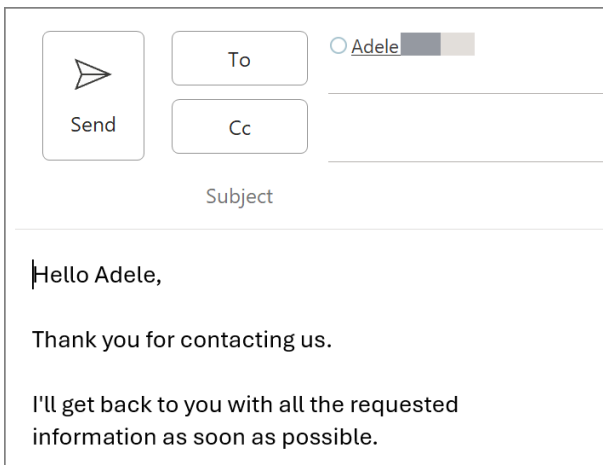 To
Adele
Send
Cc
Subject
Hello Adele,
Thank you for contacting us.
I'll get back to you with all the requested
information as soon as possible.